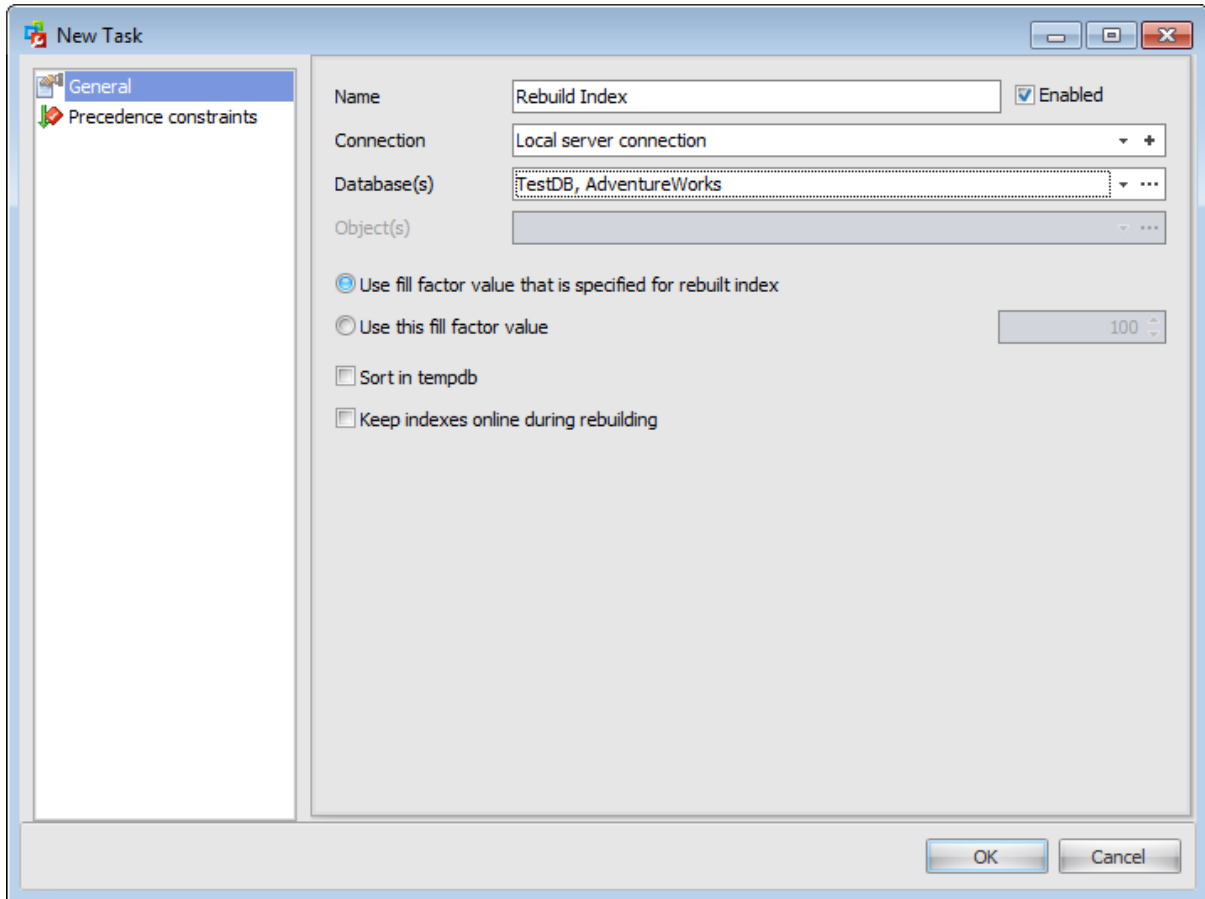 New Task
General
Precedence constraints
Name Rebuild Index Enabled
Connection Local server connection
Database(s) TestDB, AdventureWorks
Object(s)
Use fill factor value that is specified for rebuilt index
Use this fill factor value 100
Sort in tempdb
Keep indexes online during rebuilding
OK Cancel